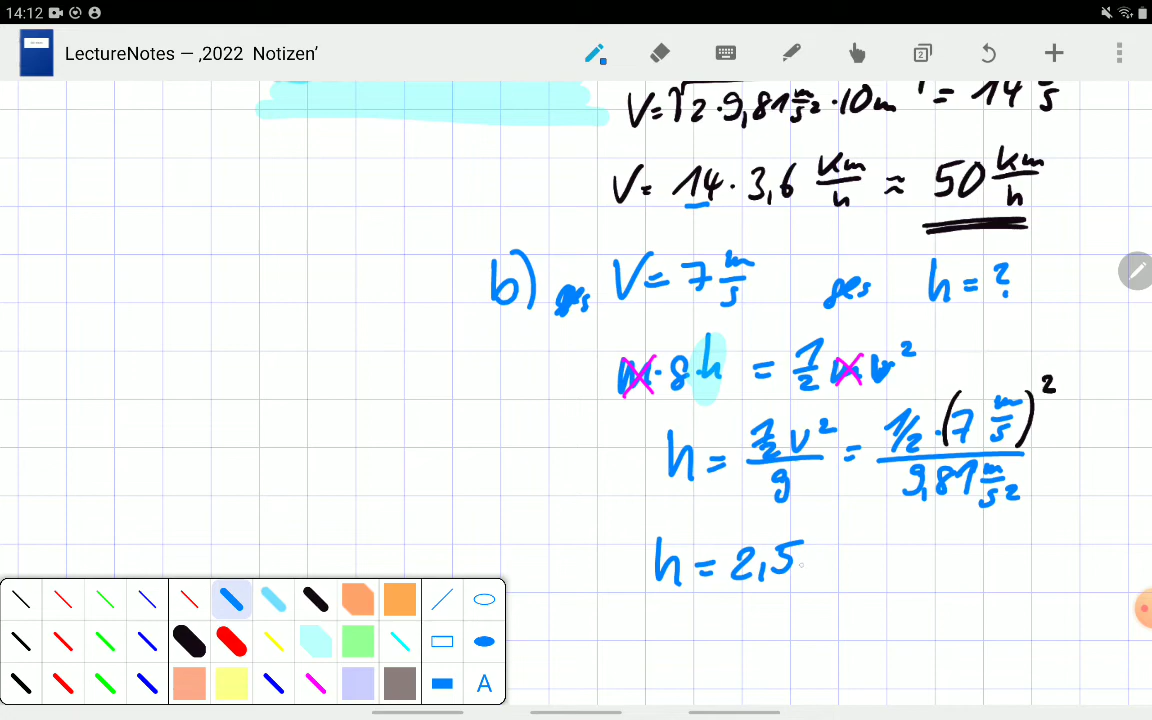 14:12
LectureNotes — ‚2022 Notizen’
V = √2 · 9,81 m/s² · 10m = 14 m/s
V = 14 · 3,6 km/h ≈ 50 km/h
b) ges V = 7 m/s ges h = ?
m · g h = 1/2 m v²
h = 1/2 v² / g = 1/2 · (7 m/s)² / 9,81 m/s²
h = 2,5
A